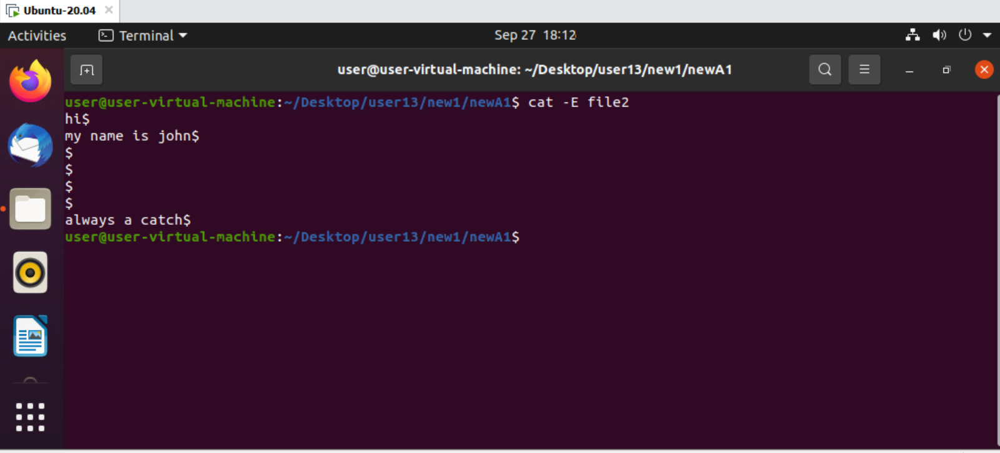 Ubuntu-20.04
Activities Terminal Sep 27 18:12
user@user-virtual-machine: ~/Desktop/user13/new1/newA1
user@user-virtual-machine:~/Desktop/user13/new1/newA1$ cat -E file2
hi$
my name is john$
$
$
$
$
always a catch$
user@user-virtual-machine:~/Desktop/user13/new1/newA1$